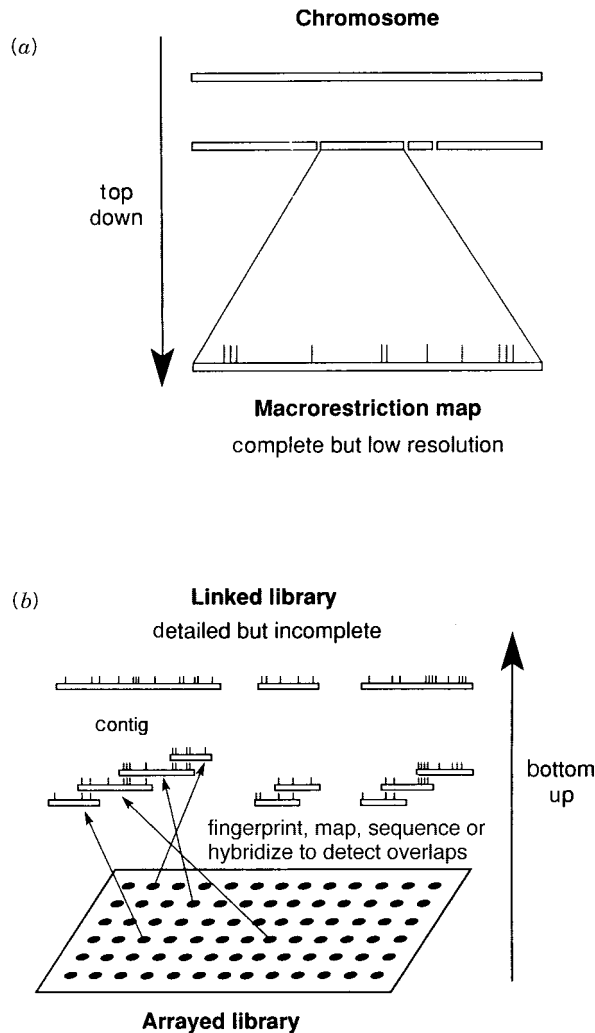 Chromosome
(a)
top
down
Macrorestriction map
complete but low resolution
(b)
Linked library
detailed but incomplete
contig
bottom
up
fingerprint, map, sequence or
hybridize to detect overlaps
Arrayed library